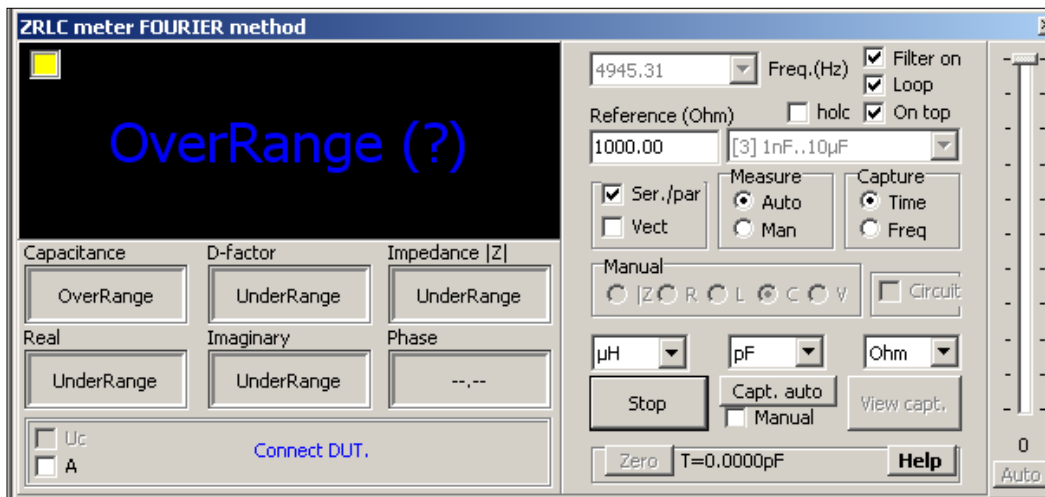 ZRLC meter FOURIER method
OverRange (?)
Capacitance D-factor Impedance |Z|
OverRange UnderRange UnderRange
Real Imaginary Phase
UnderRange UnderRange --.--
Uc
A
Connect DUT.
4945.31 Freq.(Hz) Filter on
Loop
Reference (Ohm) holc On top
1000.00 [3] 1nF..10µF
Ser./par Measure Capture
Auto Time
Vect Man Freq
Manual
|Z R L C V Circuit
µH pF Ohm
Stop Capt. auto View capt.
Manual
Zero T=0.0000pF Help
0
Auto